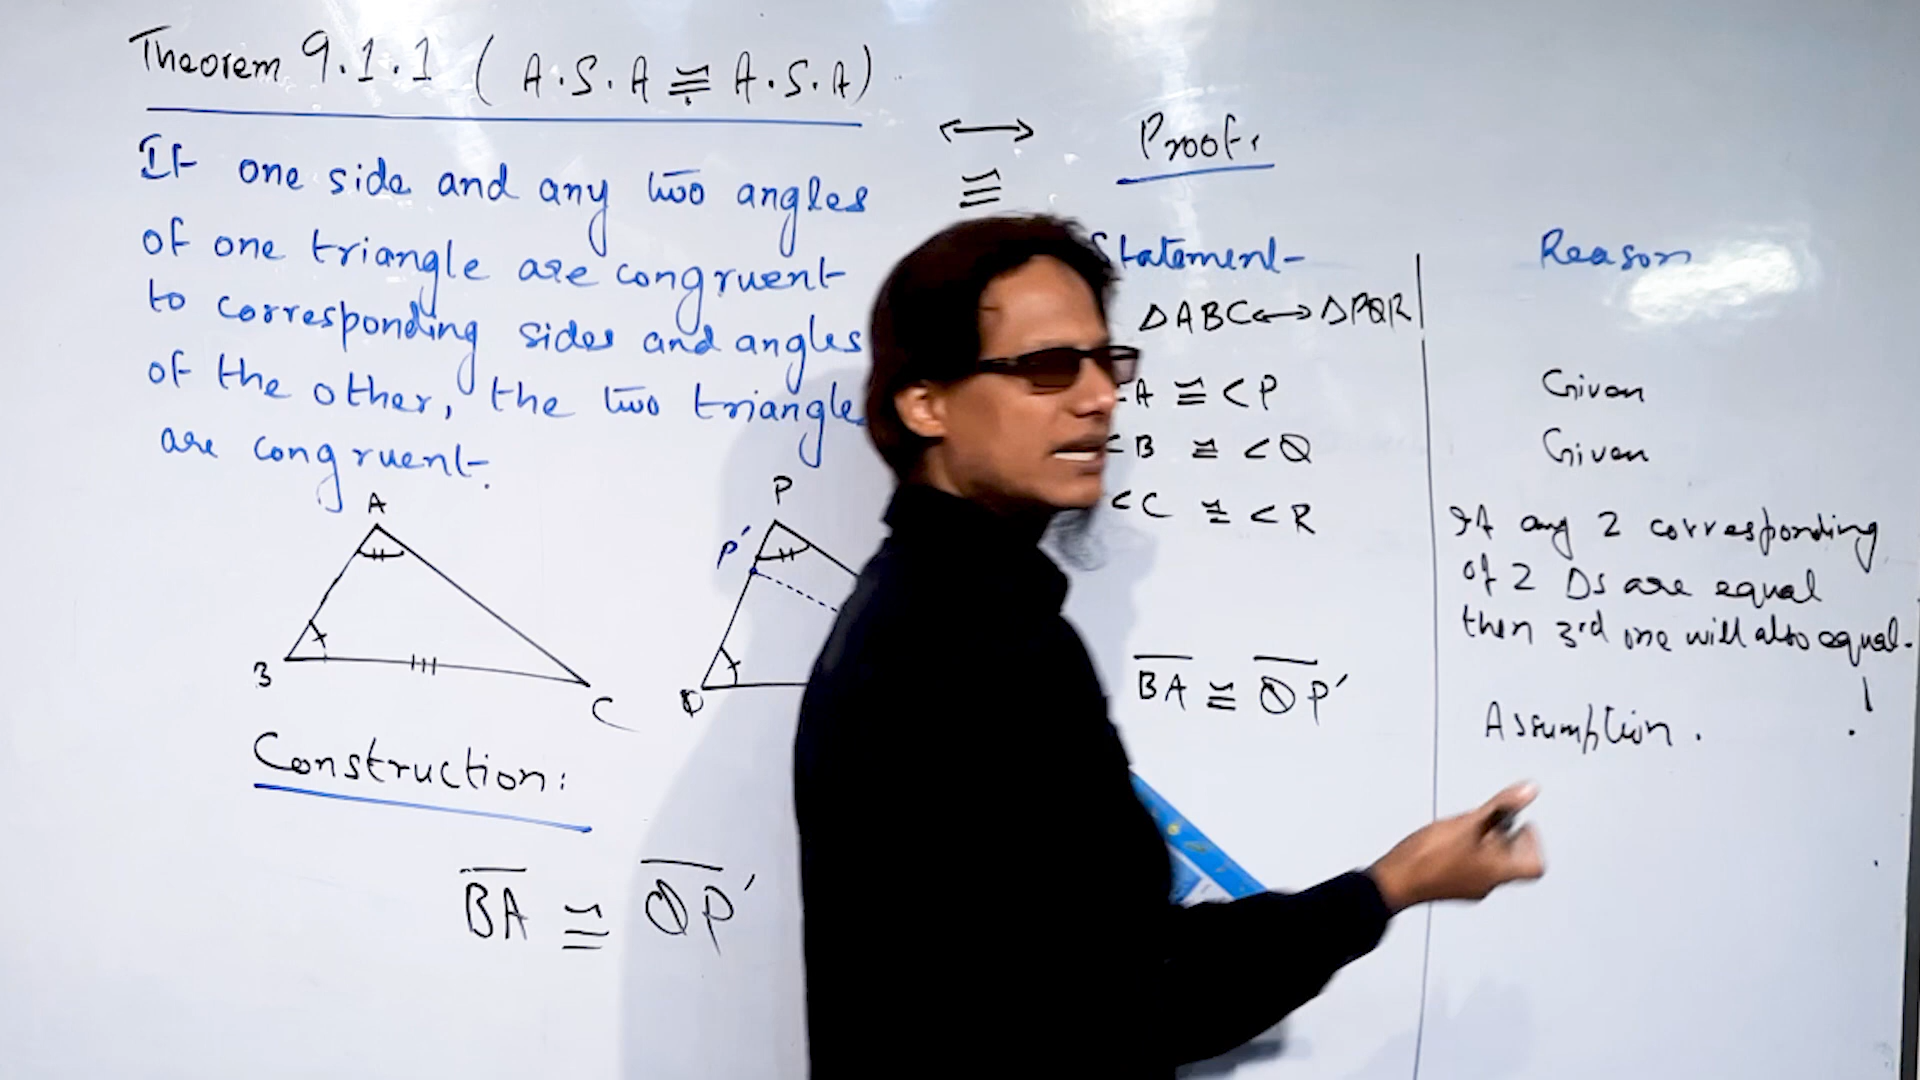 Theorem 9.1.1 ( A.S.A ≅ A.S.A)
If one side and any two angles
of one triangle are congruent
to corresponding sides and angles
of the other, the two triangles
are congruent.
A
B
C
P
P′
Q
Construction:
BA ≅ QP′
↔
≅
Proof:
Statement
Reason
ΔABC↔ΔPQR
<A ≅ <P
Given
<B ≅ <Q
Given
<C ≅ <R
If any 2 corresponding
of 2 Δs are equal
then 3rd one will also equal.
BA ≅ QP′
Assumption.